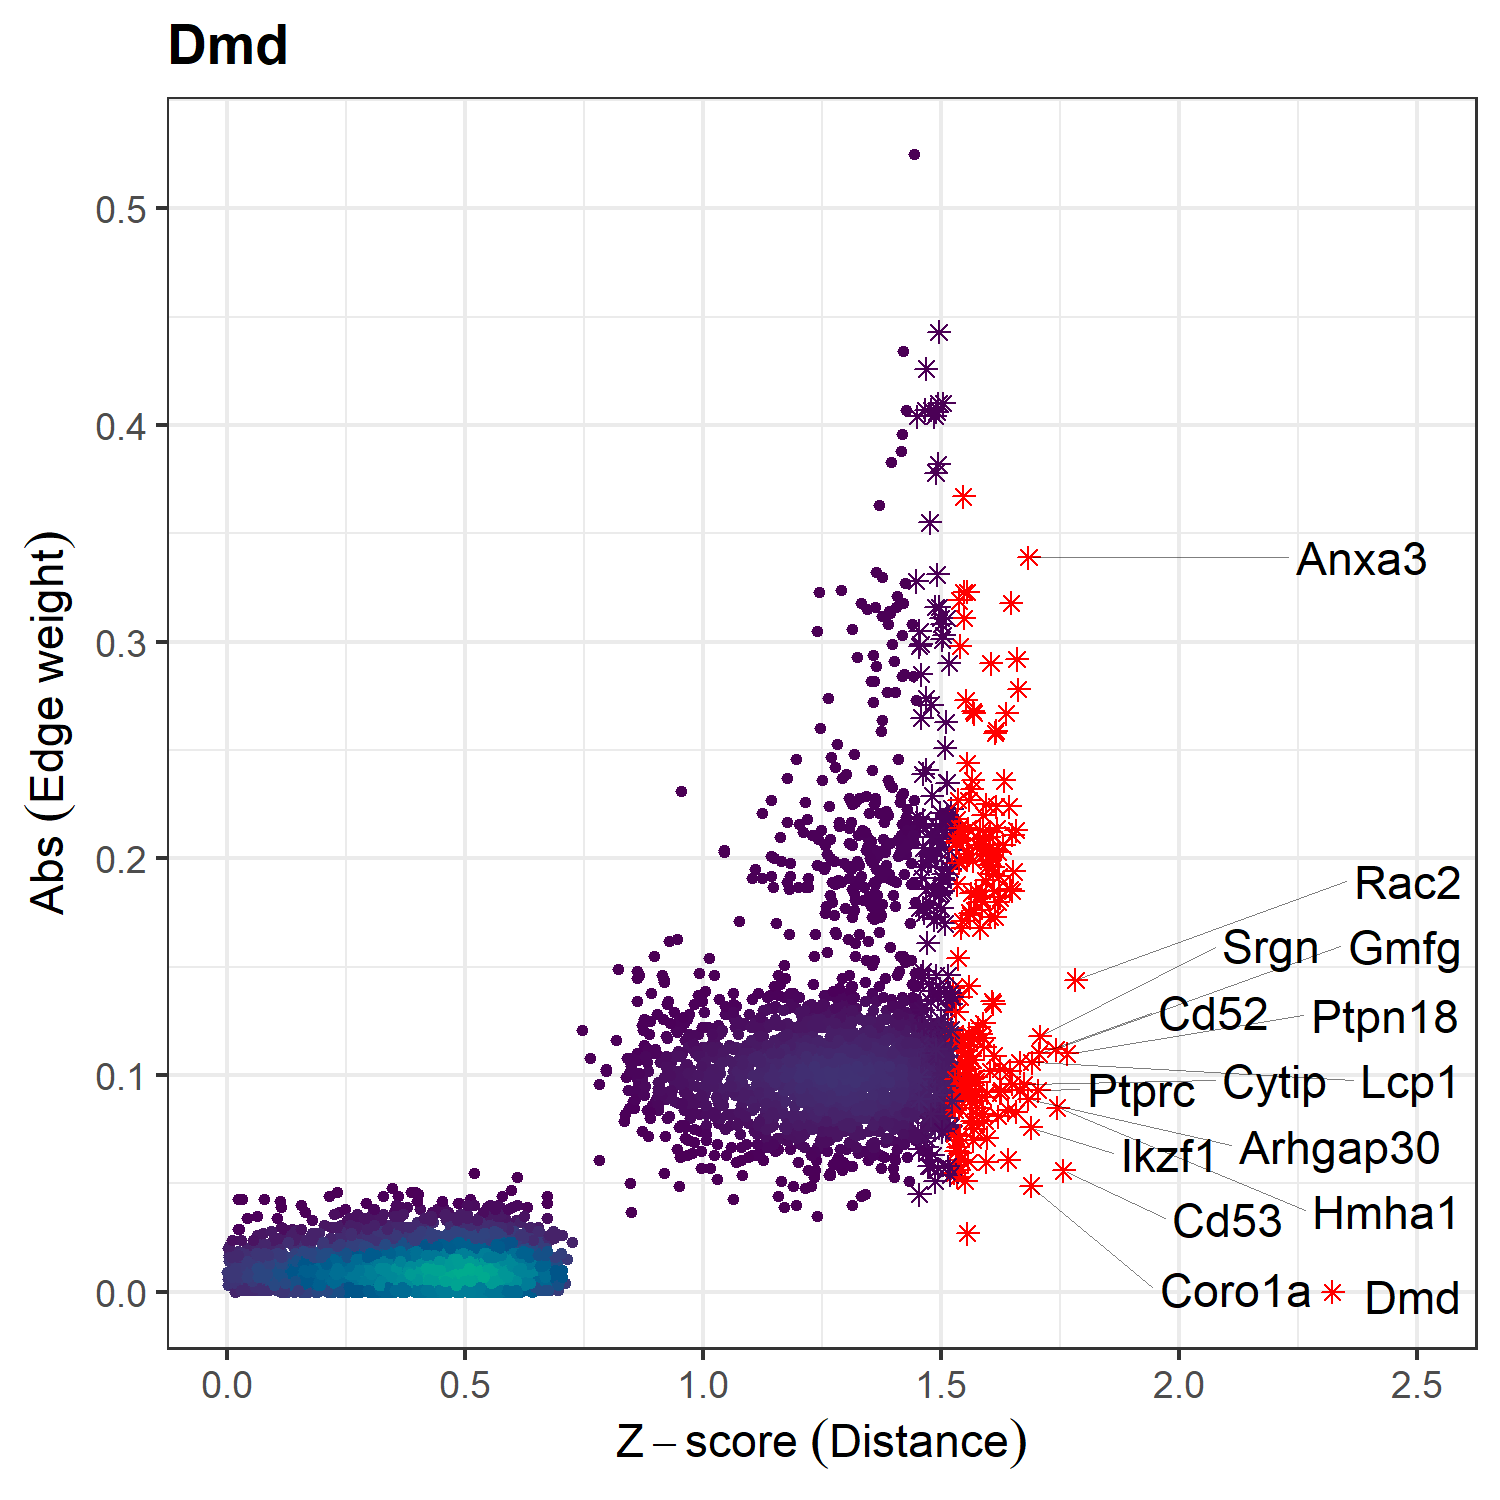 Dmd
Abs (Edge weight)
0.5
0.4
0.3
0.2
0.1
0.0
Anxa3
Rac2
Srgn
Gmfg
Cd52
Ptpn18
Ptprc
Cytip
Lcp1
Ikzf1
Arhgap30
Cd53
Hmha1
Coro1a
Dmd
0.0
0.5
1.0
1.5
2.0
2.5
Z – score (Distance)